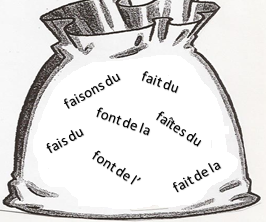 faisons du
fait du
font de la
faîtes du
fais du
font de l'
fait de la